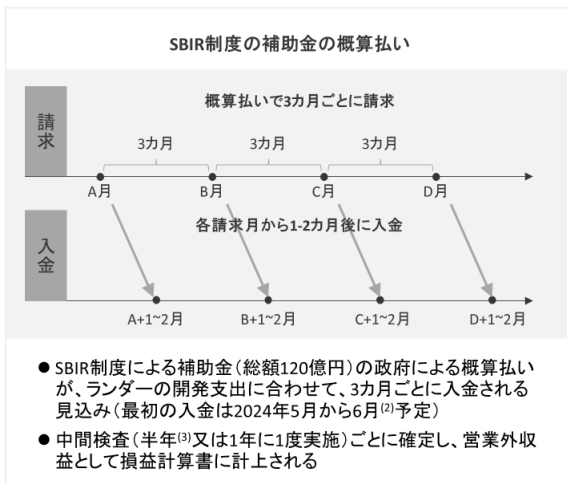 SBIR制度の補助金の概算払い
請求
概算払いで3カ月ごとに請求
3カ月 3カ月 3カ月
A月 B月 C月 D月
入金
各請求月から1-2カ月後に入金
A+1~2月 B+1~2月 C+1~2月 D+1~2月
● SBIR制度による補助金（総額120億円）の政府による概算払い
が、ランダーの開発支出に合わせて、3カ月ごとに入金される
見込み（最初の入金は2024年5月から6月(2)予定）
● 中間検査（半年(3)又は1年に1度実施）ごとに確定し、営業外収
益として損益計算書に計上される